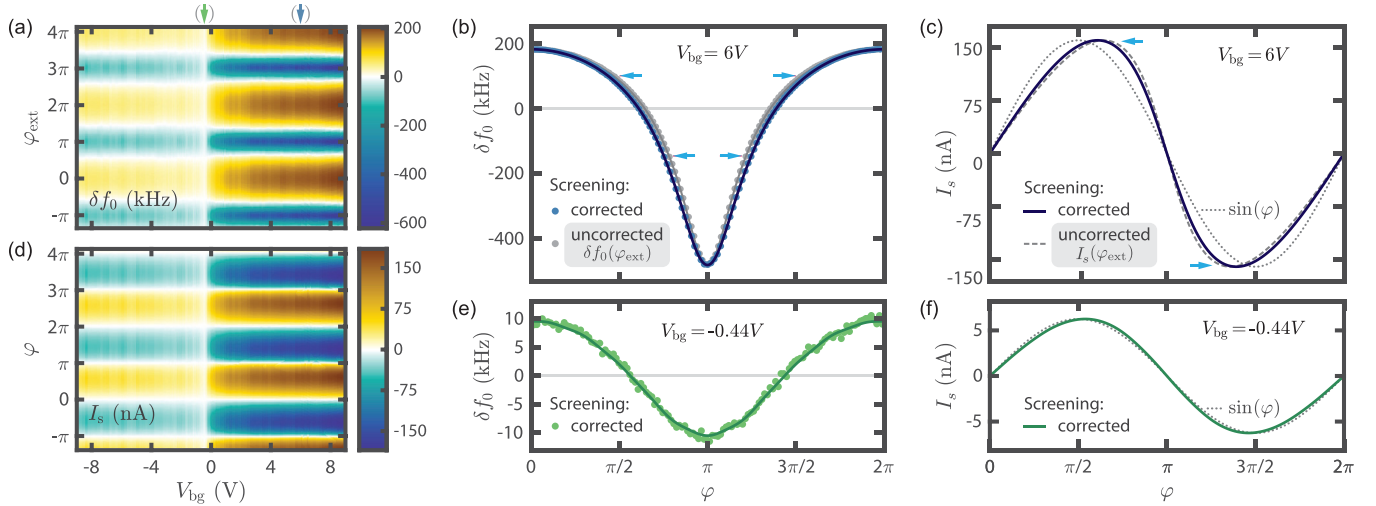 (a)
( )
( )
4π
3π
2π
π
0
-π
φext
δf0 (kHz)
200
0
-200
-400
-600
(d)
4π
3π
2π
π
0
-π
φ
Is (nA)
-8
-4
0
4
8
Vbg (V)
150
75
0
-75
-150
(b)
Vbg = 6V
200
0
-200
-400
δf0 (kHz)
Screening:
corrected
uncorrected
δf0(φext)
(e)
Vbg = -0.44V
10
5
0
-5
-10
δf0 (kHz)
Screening:
corrected
0
π/2
π
3π/2
2π
φ
(c)
Vbg = 6V
150
75
0
-75
-150
Is (nA)
sin(φ)
Screening:
corrected
uncorrected
Is(φext)
(f)
Vbg = -0.44V
5
0
-5
Is (nA)
sin(φ)
Screening:
corrected
0
π/2
π
3π/2
2π
φ